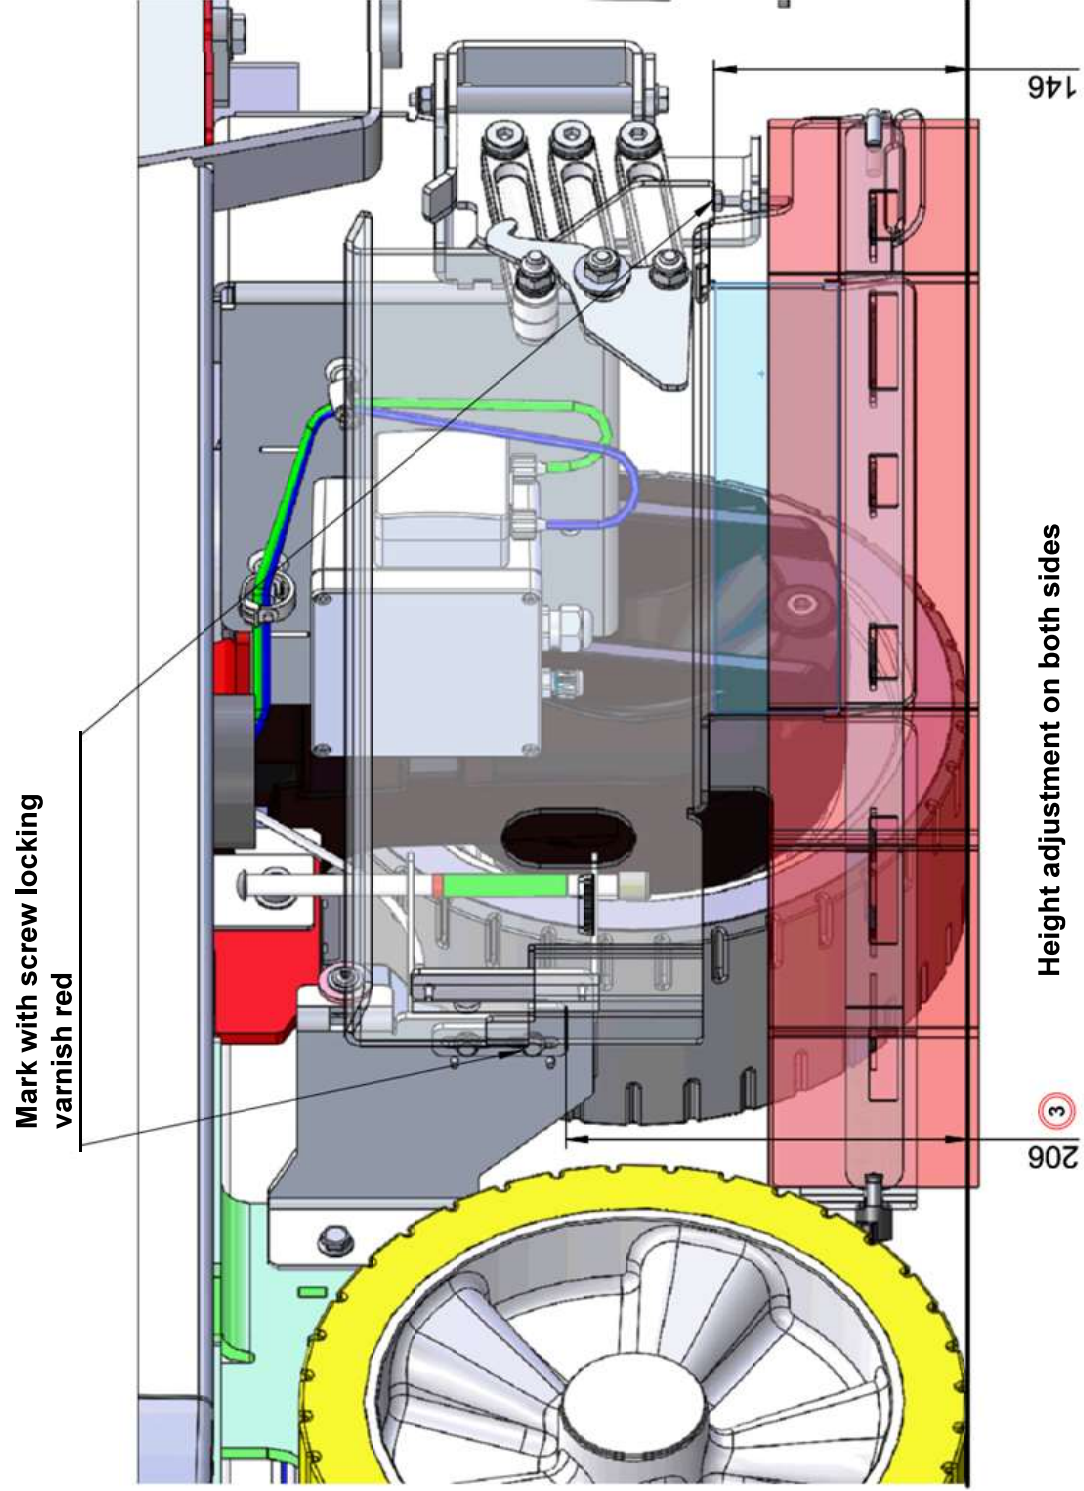 Mark with screw locking
varnish red
146
206
3
Height adjustment on both sides